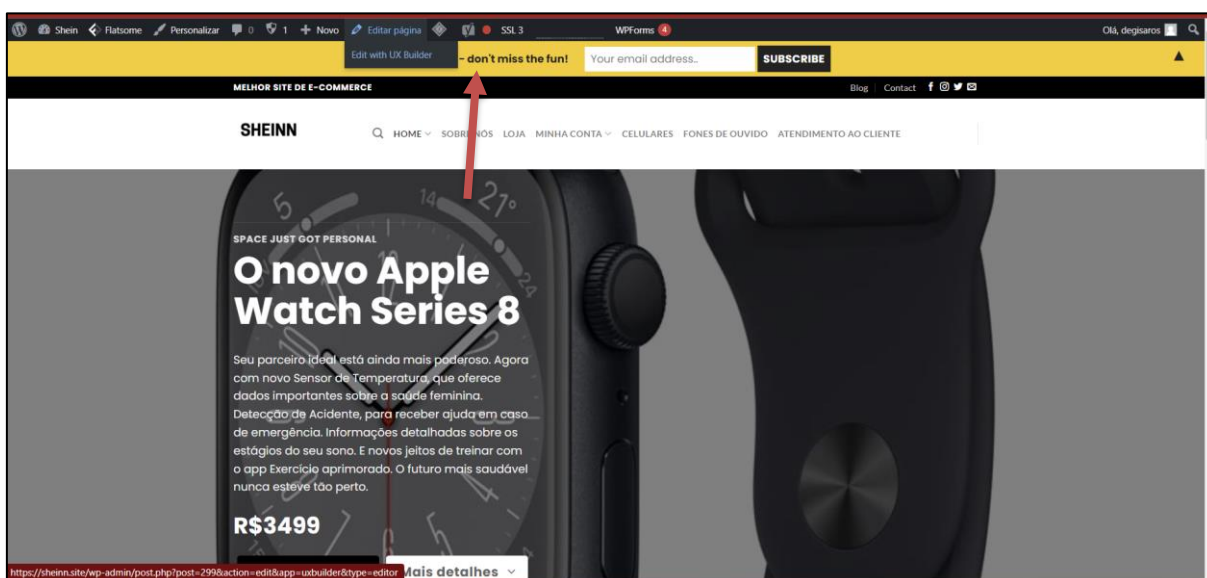 Shein Flatsome Personalizar 0 1 + Novo Editar página SSL 3 WPForms 4 Olá, degisaros
Edit with UX Builder
- don't miss the fun! Your email address.. SUBSCRIBE
MELHOR SITE DE E-COMMERCE Blog Contact
SHEINN HOME SOBRE NÓS LOJA MINHA CONTA CELULARES FONES DE OUVIDO ATENDIMENTO AO CLIENTE
5 14 21°
24
SPACE JUST GOT PERSONAL
O novo Apple
Watch Series 8
Seu parceiro ideal está ainda mais poderoso. Agora
com novo Sensor de Temperatura, que oferece
dados importantes sobre a saúde feminina.
Detecção de Acidente, para receber ajuda em caso
de emergência. Informações detalhadas sobre os
estágios do seu sono. E novos jeitos de treinar com
o app Exercício aprimorado. O futuro mais saudável
nunca esteve tão perto.
R$3499
Mais detalhes
https://sheinn.site/wp-admin/post.php?post=299&action=edit&app=uxbuilder&type=editor